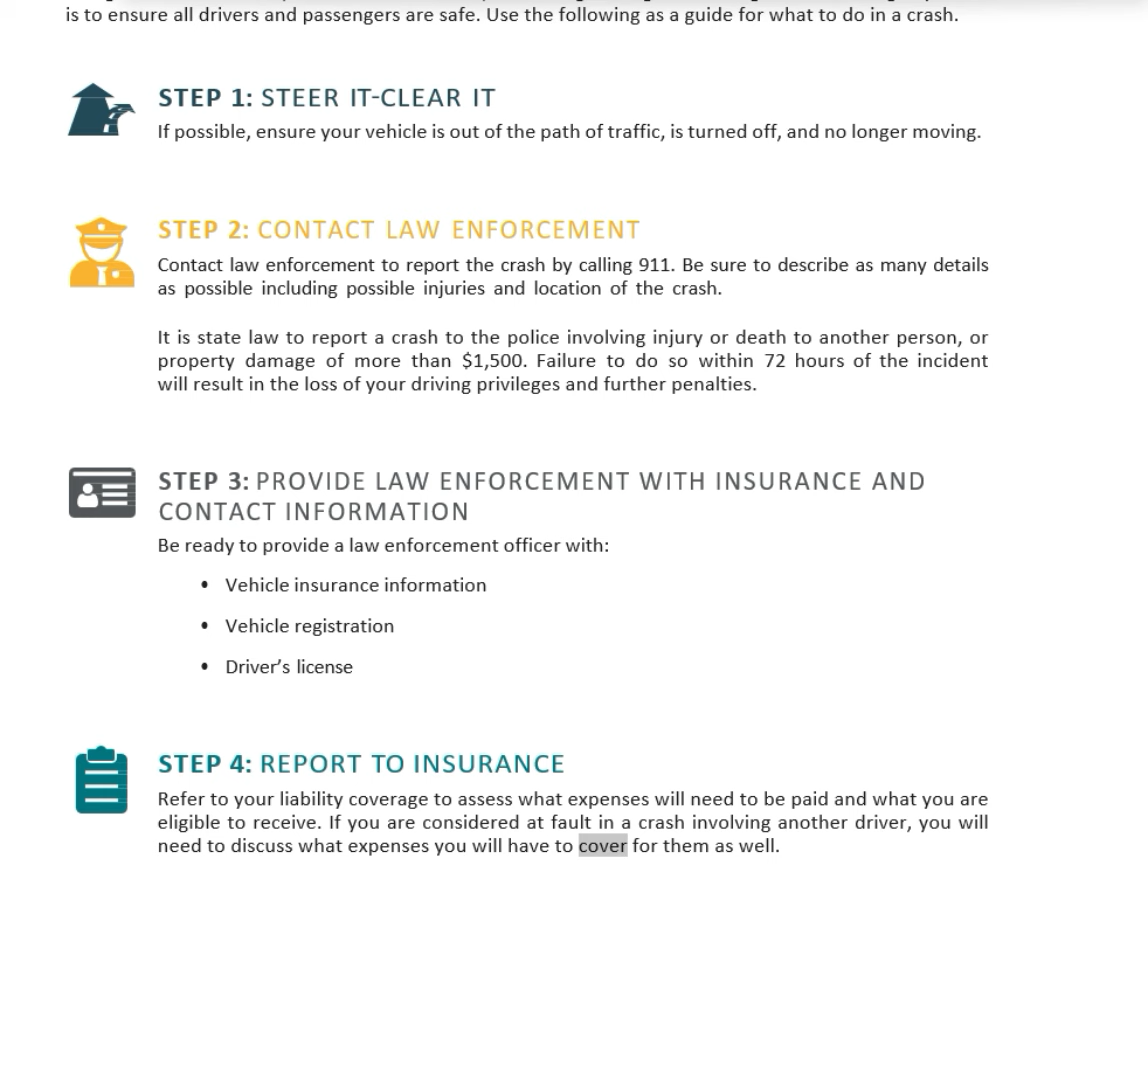 is to ensure all drivers and passengers are safe. Use the following as a guide for what to do in a crash.
STEP 1: STEER IT-CLEAR IT
If possible, ensure your vehicle is out of the path of traffic, is turned off, and no longer moving.
STEP 2: CONTACT LAW ENFORCEMENT
Contact law enforcement to report the crash by calling 911. Be sure to describe as many details
as possible including possible injuries and location of the crash.
It is state law to report a crash to the police involving injury or death to another person, or
property damage of more than $1,500. Failure to do so within 72 hours of the incident
will result in the loss of your driving privileges and further penalties.
STEP 3: PROVIDE LAW ENFORCEMENT WITH INSURANCE AND
CONTACT INFORMATION
Be ready to provide a law enforcement officer with:
• Vehicle insurance information
• Vehicle registration
• Driver's license
STEP 4: REPORT TO INSURANCE
Refer to your liability coverage to assess what expenses will need to be paid and what you are
eligible to receive. If you are considered at fault in a crash involving another driver, you will
need to discuss what expenses you will have to cover for them as well.